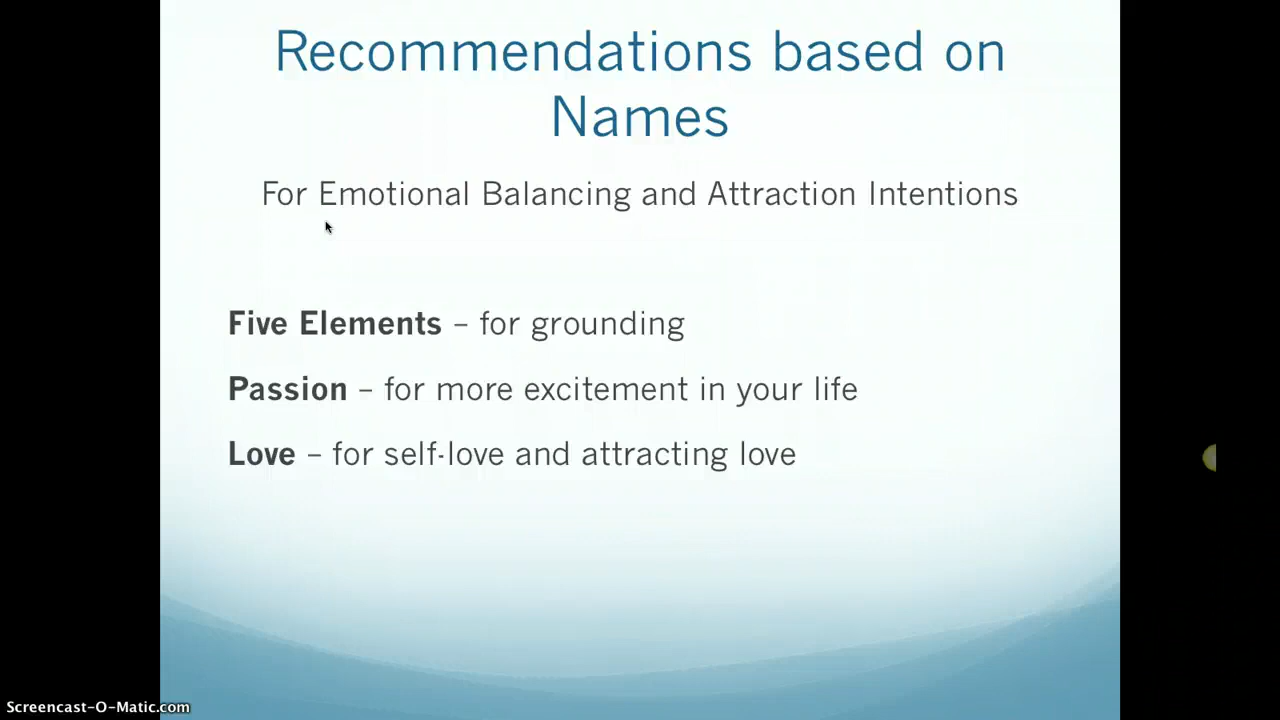 Recommendations based on
Names
For Emotional Balancing and Attraction Intentions
Five Elements – for grounding
Passion – for more excitement in your life
Love – for self-love and attracting love
Screencast-O-Matic.com